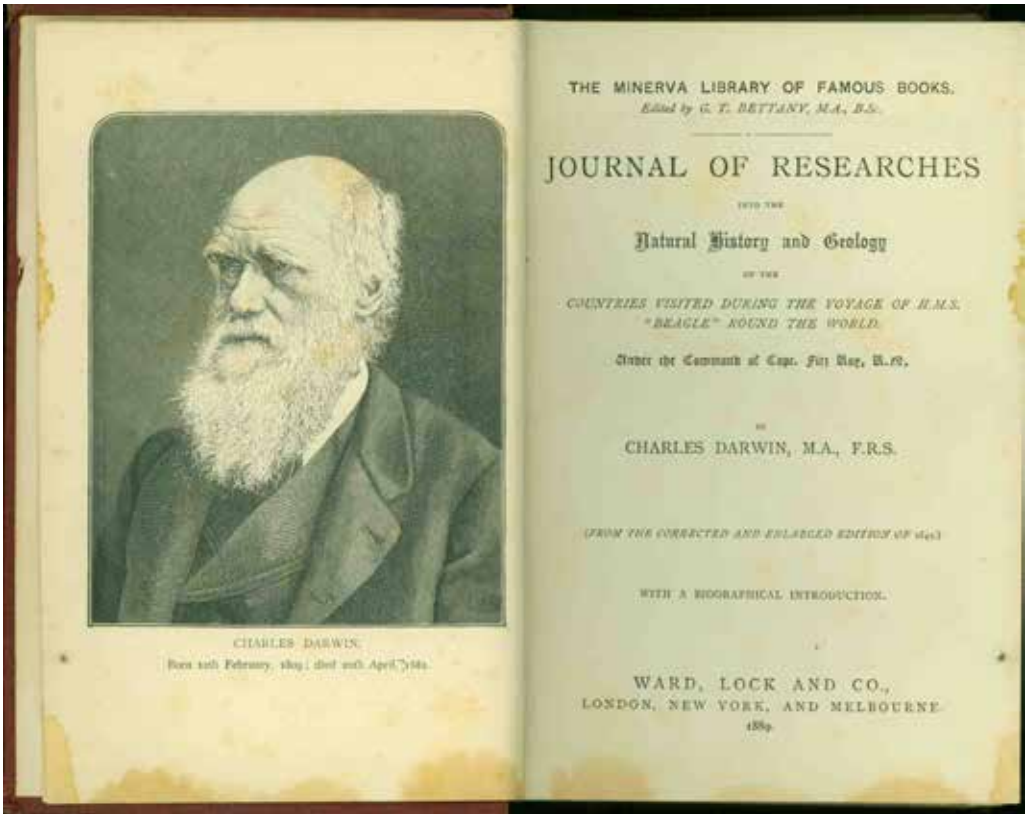 CHARLES DARWIN.
Born 12th February, 1809; died 20th April, 1882.
THE MINERVA LIBRARY OF FAMOUS BOOKS.
Edited by G. T. BETTANY, M.A., B.Sc.
JOURNAL OF RESEARCHES
INTO THE
Natural History and Geology
OF THE
COUNTRIES VISITED DURING THE VOYAGE OF H.M.S.
"BEAGLE" ROUND THE WORLD.
Under the Command of Capt. Fitz Roy, R.N.
BY
CHARLES DARWIN, M.A., F.R.S.
(FROM THE CORRECTED AND ENLARGED EDITION OF 1845.)
WITH A BIOGRAPHICAL INTRODUCTION.
WARD, LOCK AND CO.,
LONDON, NEW YORK, AND MELBOURNE.
1889.